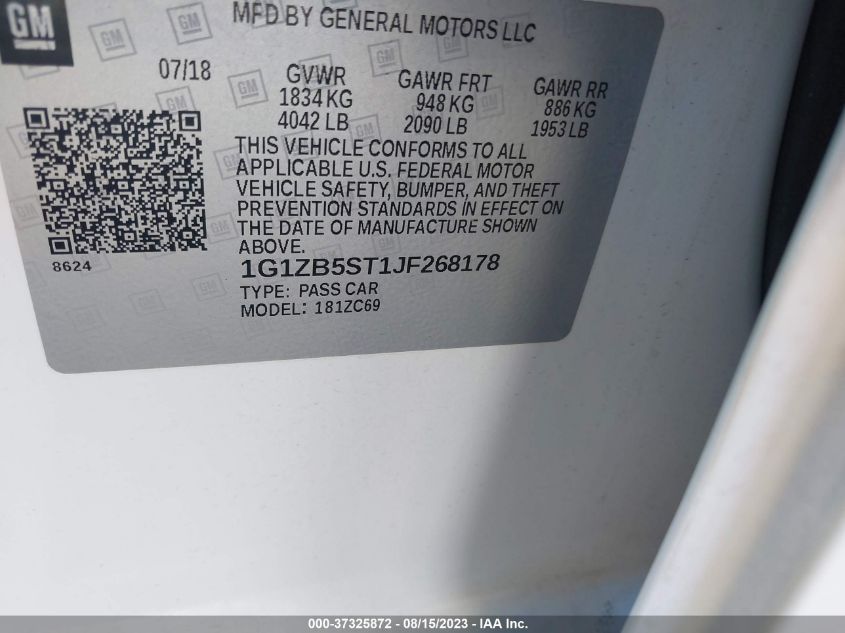 GM
MFD BY GENERAL MOTORS LLC
07/18
GVWR GAWR FRT GAWR RR
1834 KG 948 KG 886 KG
4042 LB 2090 LB 1953 LB
THIS VEHICLE CONFORMS TO ALL
APPLICABLE U.S. FEDERAL MOTOR
VEHICLE SAFETY, BUMPER, AND THEFT
PREVENTION STANDARDS IN EFFECT ON
THE DATE OF MANUFACTURE SHOWN
ABOVE.
8624
1G1ZB5ST1JF268178
TYPE: PASS CAR
MODEL: 181ZC69
000-37325872 - 08/15/2023 - IAA Inc.